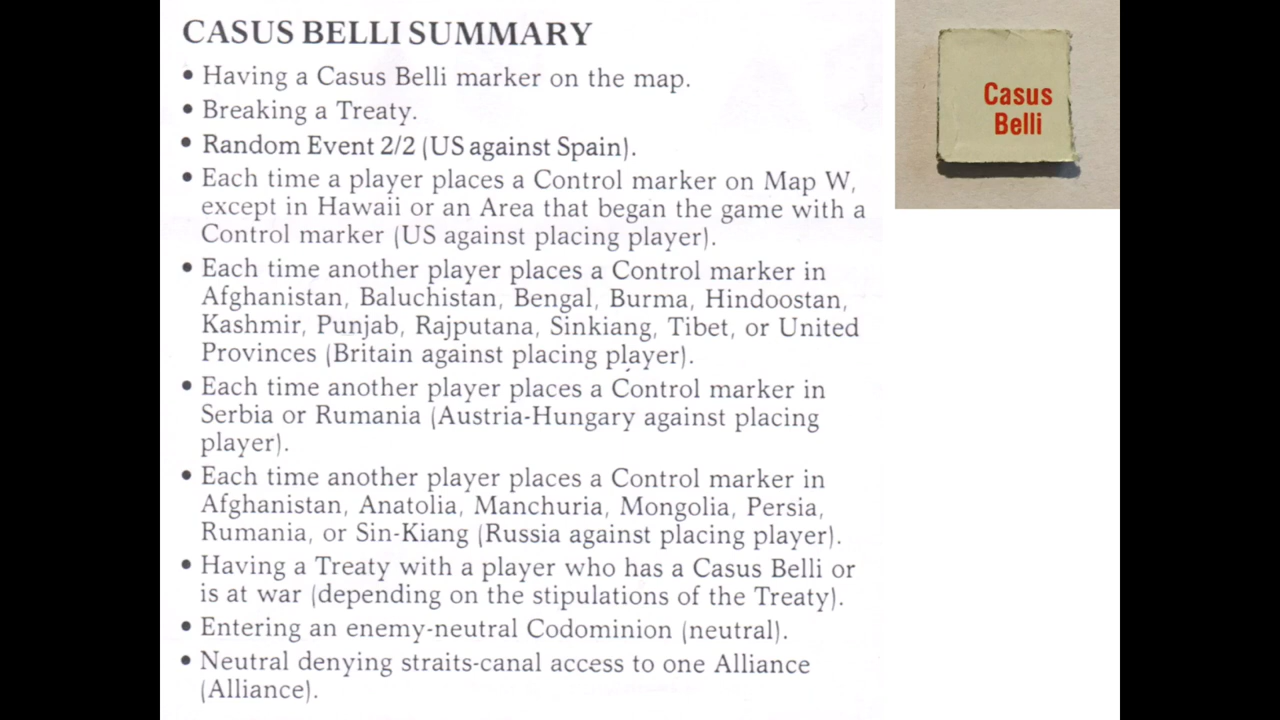 CASUS BELLI SUMMARY
• Having a Casus Belli marker on the map.
• Breaking a Treaty.
• Random Event 2/2 (US against Spain).
• Each time a player places a Control marker on Map W,
except in Hawaii or an Area that began the game with a
Control marker (US against placing player).
• Each time another player places a Control marker in
Afghanistan, Baluchistan, Bengal, Burma, Hindoostan,
Kashmir, Punjab, Rajputana, Sinkiang, Tibet, or United
Provinces (Britain against placing player).
• Each time another player places a Control marker in
Serbia or Rumania (Austria-Hungary against placing
player).
• Each time another player places a Control marker in
Afghanistan, Anatolia, Manchuria, Mongolia, Persia,
Rumania, or Sin-Kiang (Russia against placing player).
• Having a Treaty with a player who has a Casus Belli or
is at war (depending on the stipulations of the Treaty).
• Entering an enemy-neutral Codominion (neutral).
• Neutral denying straits-canal access to one Alliance
(Alliance).
Casus
Belli